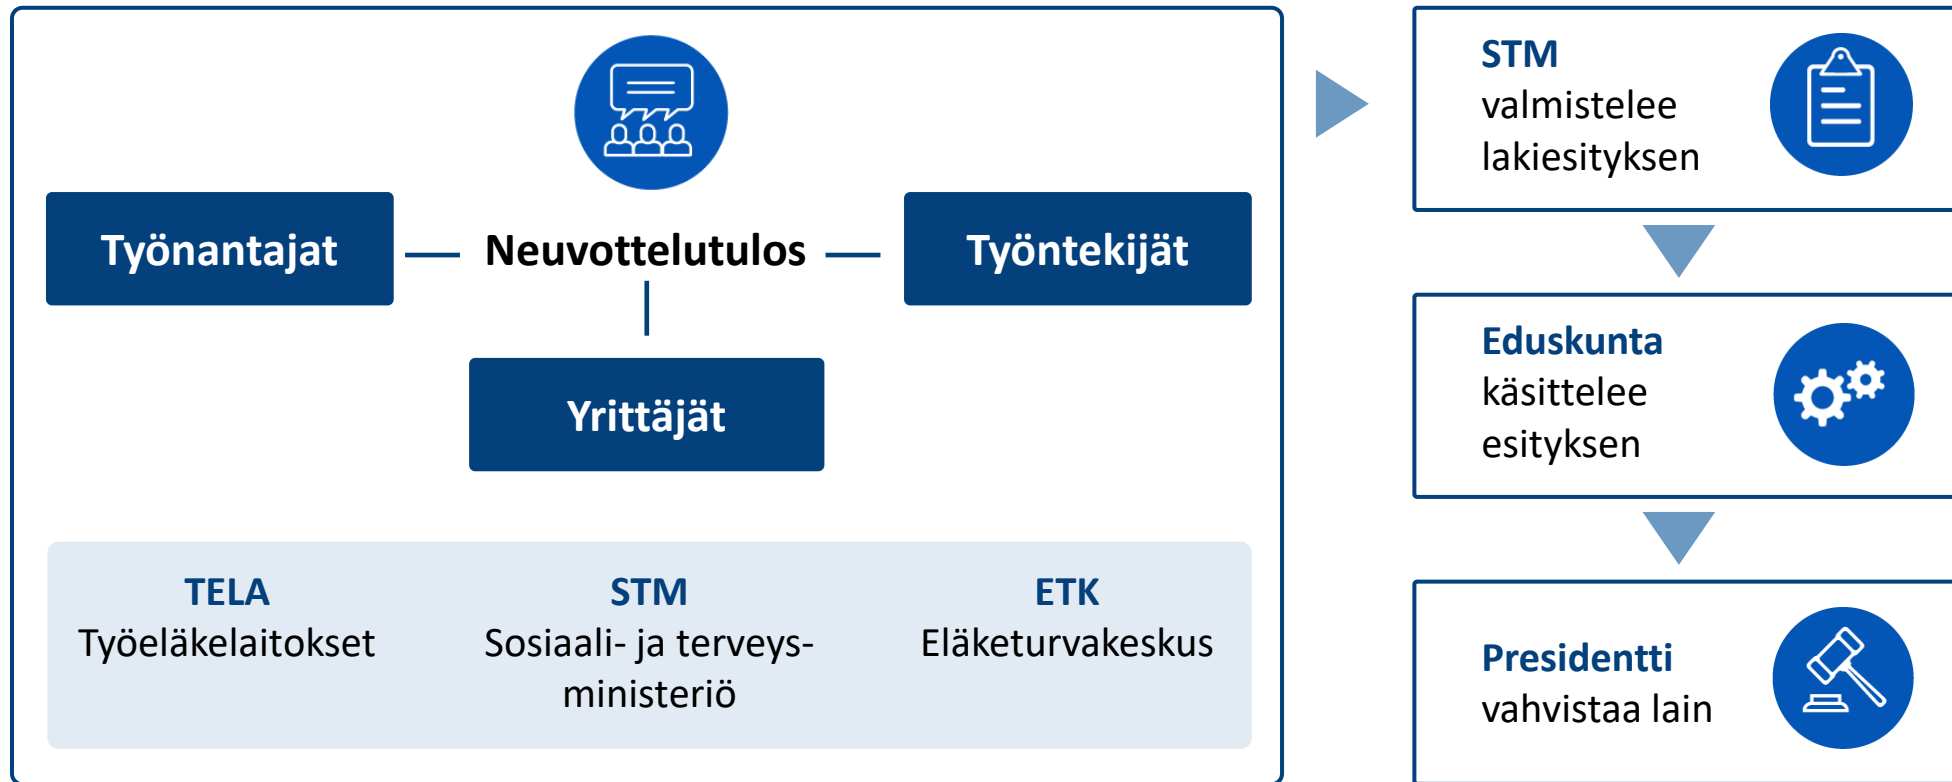 Työnantajat
Neuvottelutulos
Työntekijät
Yrittäjät
TELA
Työeläkelaitokset
STM
Sosiaali- ja terveys-
ministeriö
ETK
Eläketurvakeskus
STM
valmistelee
lakiesityksen
Eduskunta
käsittelee
esityksen
Presidentti
vahvistaa lain